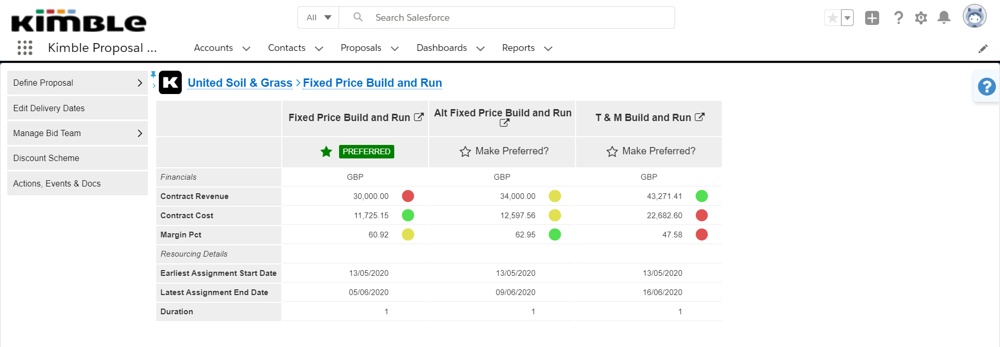 KimBLe
All
Search Salesforce
Kimble Proposal ...
Accounts
Contacts
Proposals
Dashboards
Reports
Define Proposal
Edit Delivery Dates
Manage Bid Team
Discount Scheme
Actions, Events & Docs
K
United Soil & Grass > Fixed Price Build and Run
Fixed Price Build and Run
Alt Fixed Price Build and Run
T & M Build and Run
PREFERRED
Make Preferred?
Make Preferred?
Financials GBP GBP GBP
Contract Revenue 30,000.00 34,000.00 43,271.41
Contract Cost 11,725.15 12,597.56 22,682.60
Margin Pct 60.92 62.95 47.58
Resourcing Details
Earliest Assignment Start Date 13/05/2020 13/05/2020 13/05/2020
Latest Assignment End Date 05/06/2020 09/06/2020 16/06/2020
Duration 1 1 1